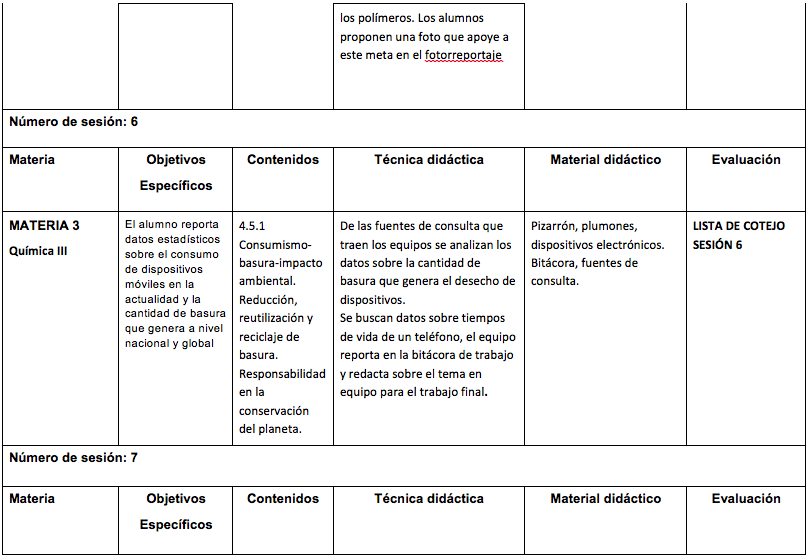 los polímeros. Los alumnos
proponen una foto que apoye a
este meta en el fotorreportaje
Número de sesión: 6
Materia
Objetivos
Específicos
Contenidos
Técnica didáctica
Material didáctico
Evaluación
MATERIA 3
Química III
El alumno reporta
datos estadísticos
sobre el consumo
de dispositivos
móviles en la
actualidad y la
cantidad de basura
que genera a nivel
nacional y global
4.5.1
Consumismo-
basura-impacto
ambiental.
Reducción,
reutilización y
reciclaje de
basura.
Responsabilidad
en la
conservación
del planeta.
De las fuentes de consulta que
traen los equipos se analizan los
datos sobre la cantidad de
basura que genera el desecho de
dispositivos.
Se buscan datos sobre tiempos
de vida de un teléfono, el equipo
reporta en la bitácora de trabajo
y redacta sobre el tema en
equipo para el trabajo final.
Pizarrón, plumones,
dispositivos electrónicos.
Bitácora, fuentes de
consulta.
LISTA DE COTEJO
SESIÓN 6
Número de sesión: 7
Materia
Objetivos
Específicos
Contenidos
Técnica didáctica
Material didáctico
Evaluación